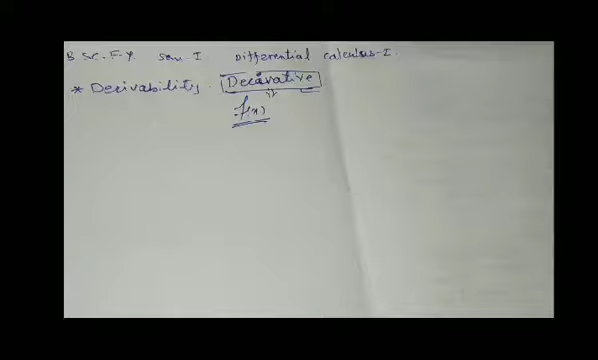 B.SC. F.Y. Sem I Differential calculus-I.
* Derivability. Derivative
f(x)